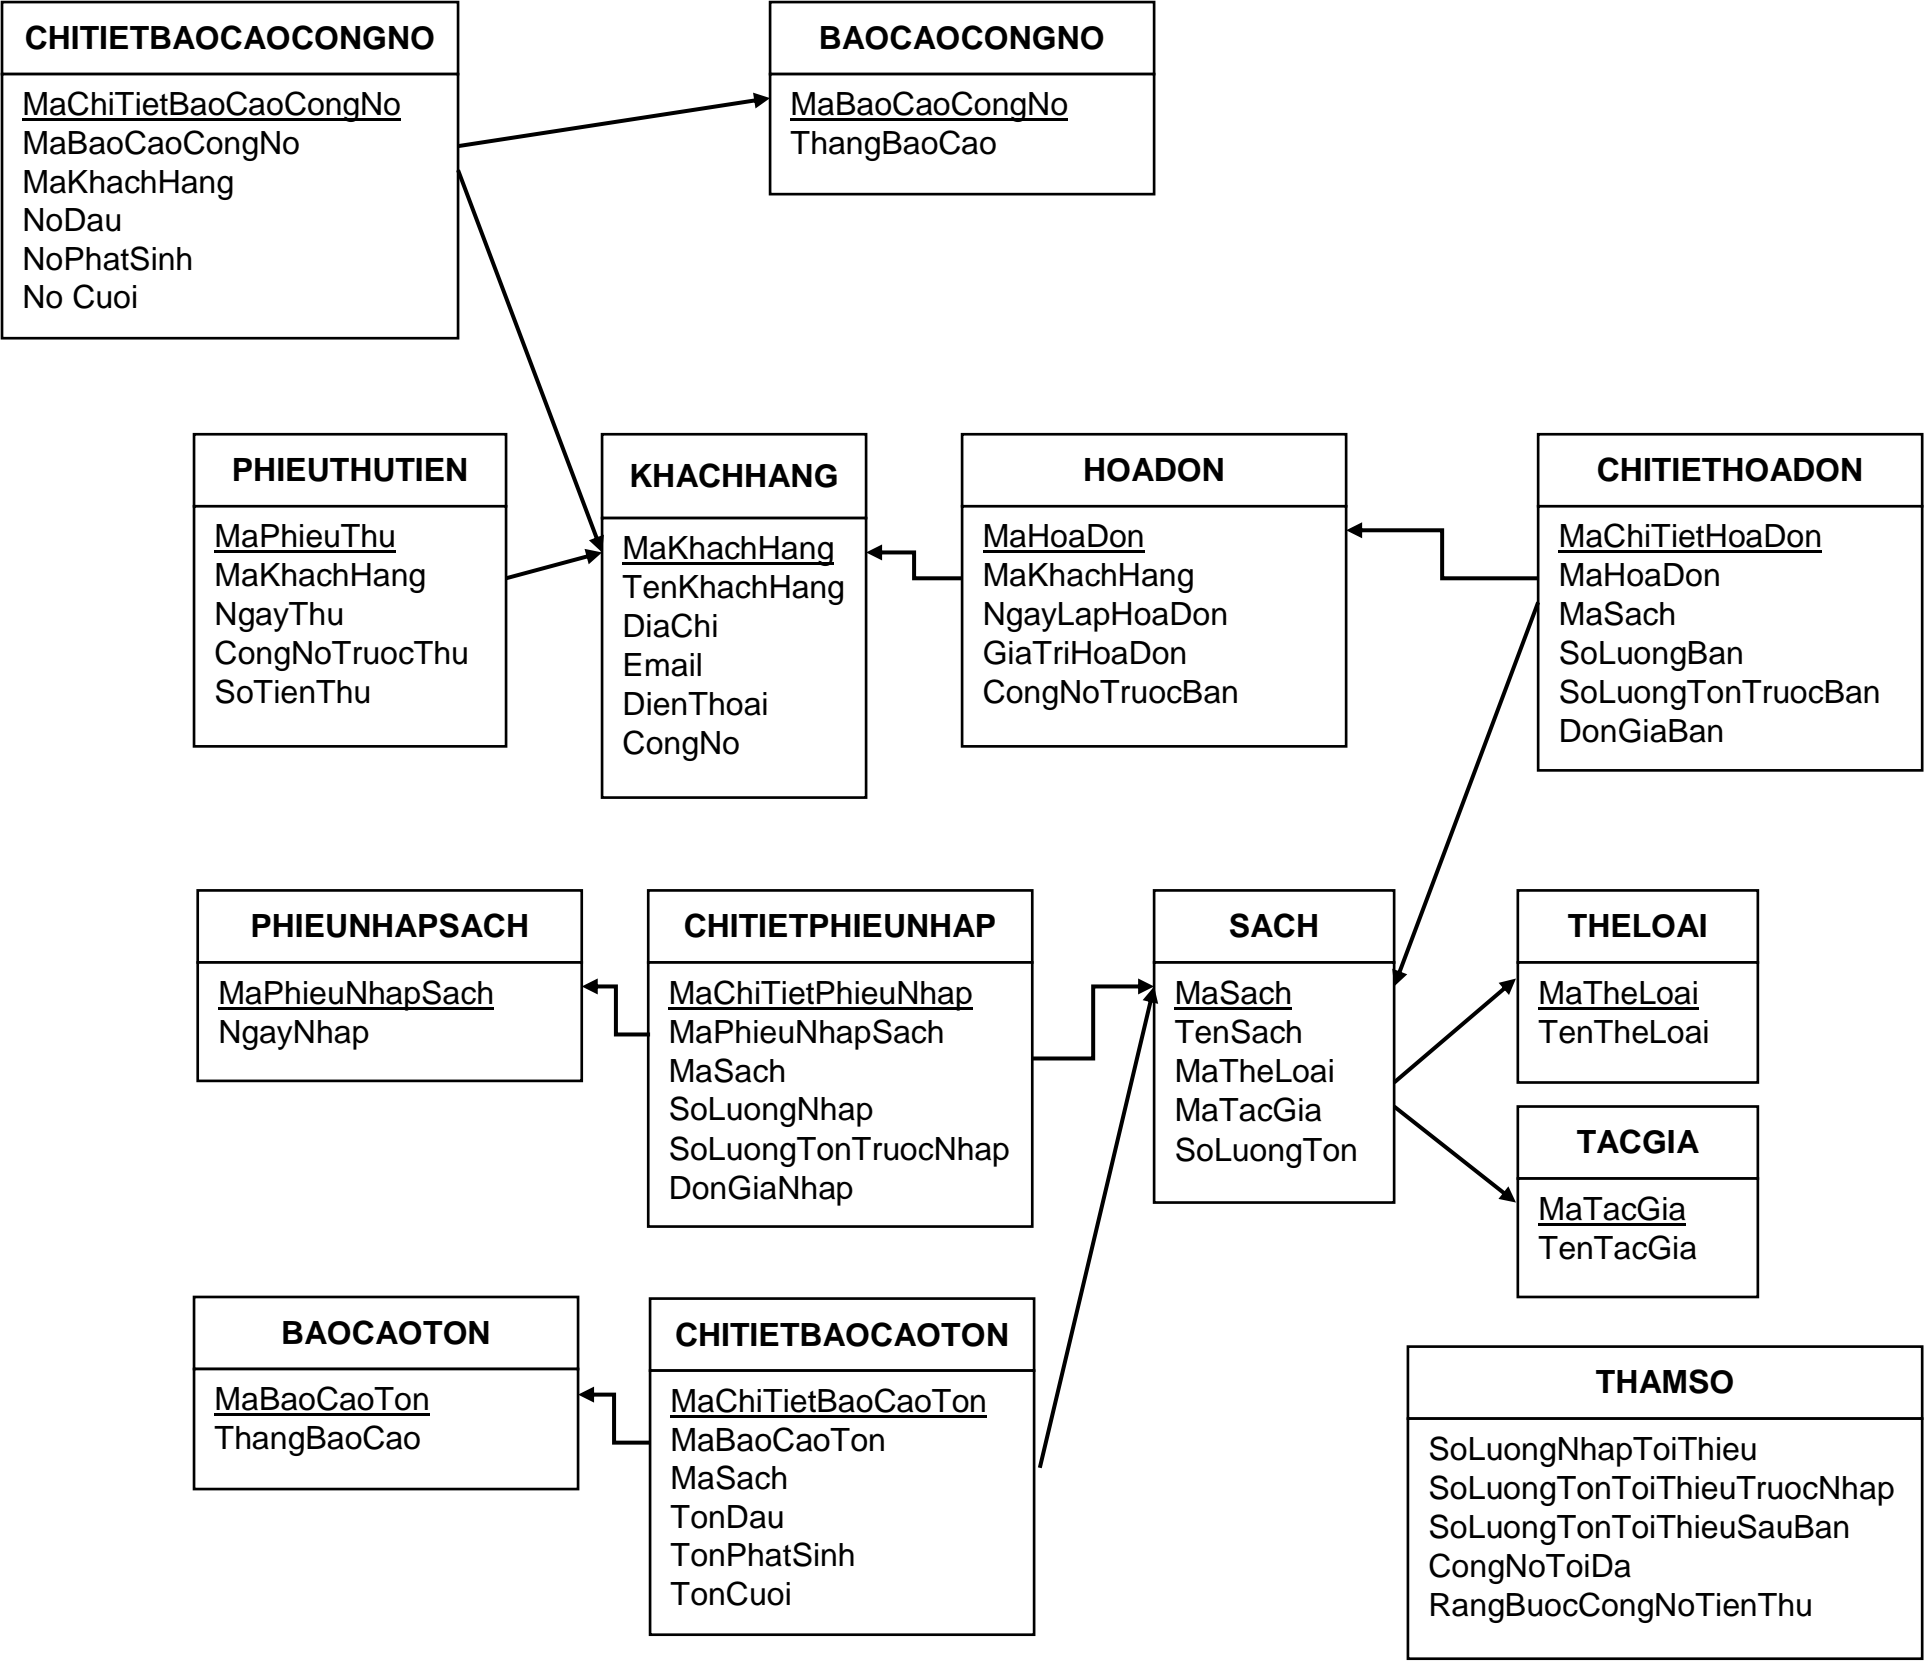 CHITIETBAOCAOCONGNO
MaChiTietBaoCaoCongNo
MaBaoCaoCongNo
MaKhachHang
NoDau
NoPhatSinh
No Cuoi
BAOCAOCONGNO
MaBaoCaoCongNo
ThangBaoCao
PHIEUTHUTIEN
MaPhieuThu
MaKhachHang
NgayThu
CongNoTruocThu
SoTienThu
KHACHHANG
MaKhachHang
TenKhachHang
DiaChi
Email
DienThoai
CongNo
HOADON
MaHoaDon
MaKhachHang
NgayLapHoaDon
GiaTriHoaDon
CongNoTruocBan
CHITIETHOADON
MaChiTietHoaDon
MaHoaDon
MaSach
SoLuongBan
SoLuongTonTruocBan
DonGiaBan
PHIEUNHAPSACH
MaPhieuNhapSach
NgayNhap
CHITIETPHIEUNHAP
MaChiTietPhieuNhap
MaPhieuNhapSach
MaSach
SoLuongNhap
SoLuongTonTruocNhap
DonGiaNhap
SACH
MaSach
TenSach
MaTheLoai
MaTacGia
SoLuongTon
THELOAI
MaTheLoai
TenTheLoai
TACGIA
MaTacGia
TenTacGia
BAOCAOTON
MaBaoCaoTon
ThangBaoCao
CHITIETBAOCAOTON
MaChiTietBaoCaoTon
MaBaoCaoTon
MaSach
TonDau
TonPhatSinh
TonCuoi
THAMSO
SoLuongNhapToiThieu
SoLuongTonToiThieuTruocNhap
SoLuongTonToiThieuSauBan
CongNoToiDa
RangBuocCongNoTienThu